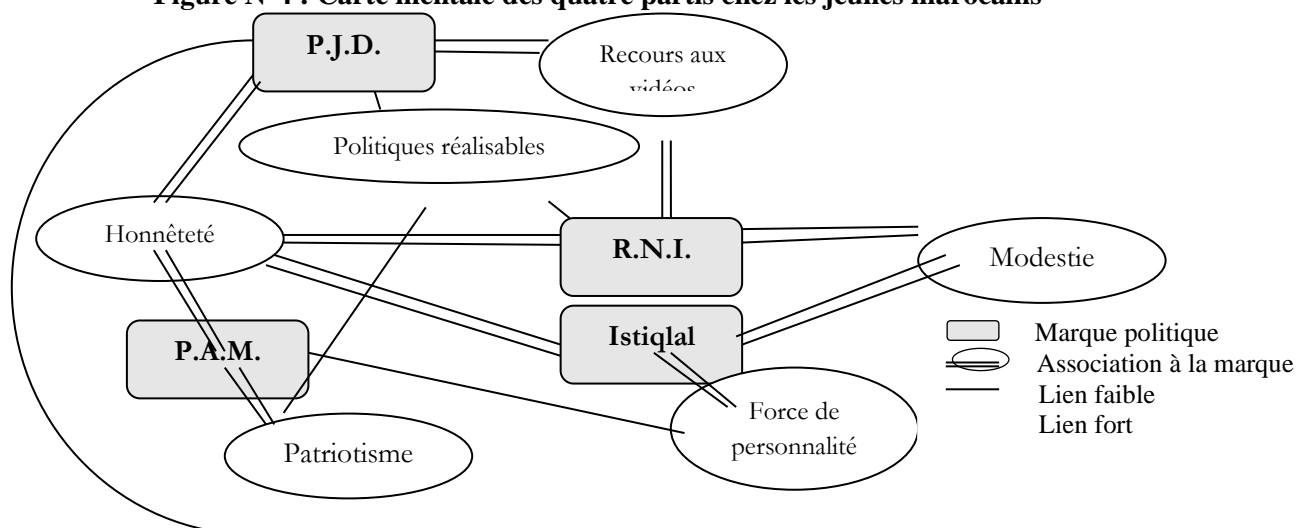 Figure N°4 : Carte mentale des quatre partis chez les jeunes marocains
P.J.D.
Recours aux
vidéos
Politiques réalisables
Honnêteté
R.N.I.
Modestie
Istiqlal
P.A.M.
Force de
personnalité
Patriotisme
Marque politique
Association à la marque
Lien faible
Lien fort